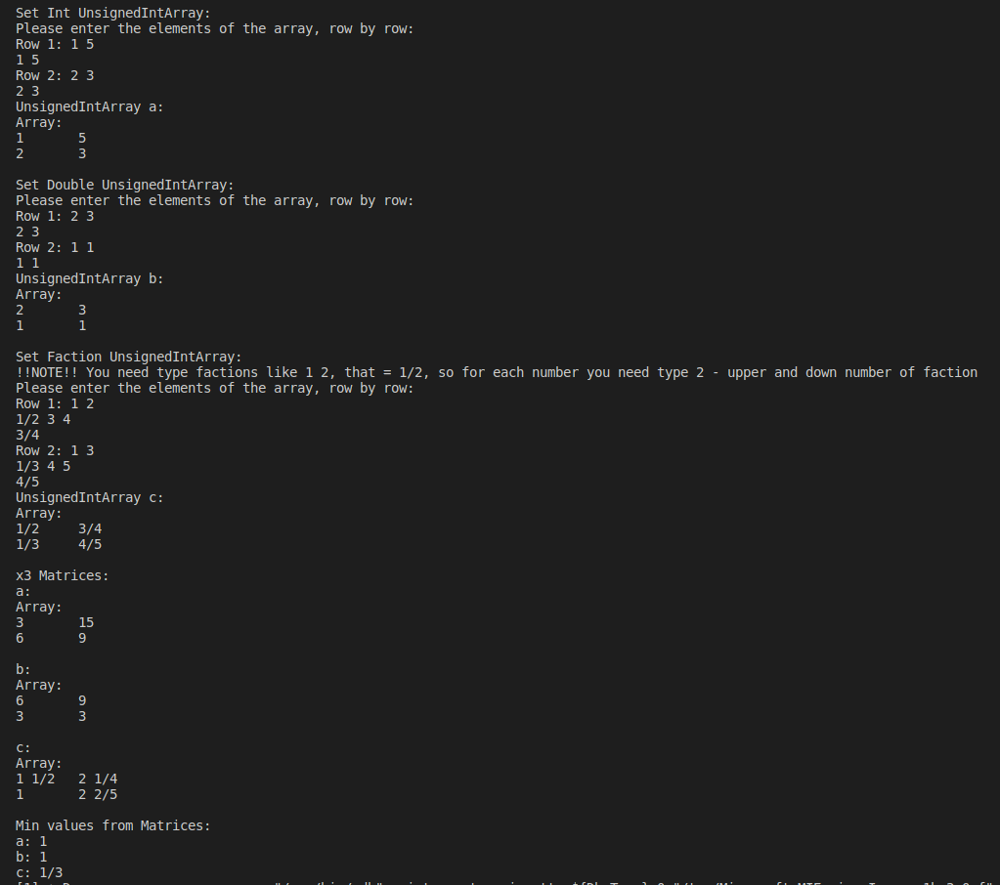 Set Int UnsignedIntArray:
Please enter the elements of the array, row by row:
Row 1: 1 5
1 5
Row 2: 2 3
2 3
UnsignedIntArray a:
Array:
1       5
2       3

Set Double UnsignedIntArray:
Please enter the elements of the array, row by row:
Row 1: 2 3
2 3
Row 2: 1 1
1 1
UnsignedIntArray b:
Array:
2       3
1       1

Set Faction UnsignedIntArray:
!!NOTE!! You need type factions like 1 2, that = 1/2, so for each number you need type 2 - upper and down number of faction
Please enter the elements of the array, row by row:
Row 1: 1 2
1/2 3 4
3/4
Row 2: 1 3
1/3 4 5
4/5
UnsignedIntArray c:
Array:
1/2     3/4
1/3     4/5

x3 Matrices:
a:
Array:
3       15
6       9

b:
Array:
6       9
3       3

c:
Array:
1 1/2   2 1/4
1       2 2/5

Min values from Matrices:
a: 1
b: 1
c: 1/3